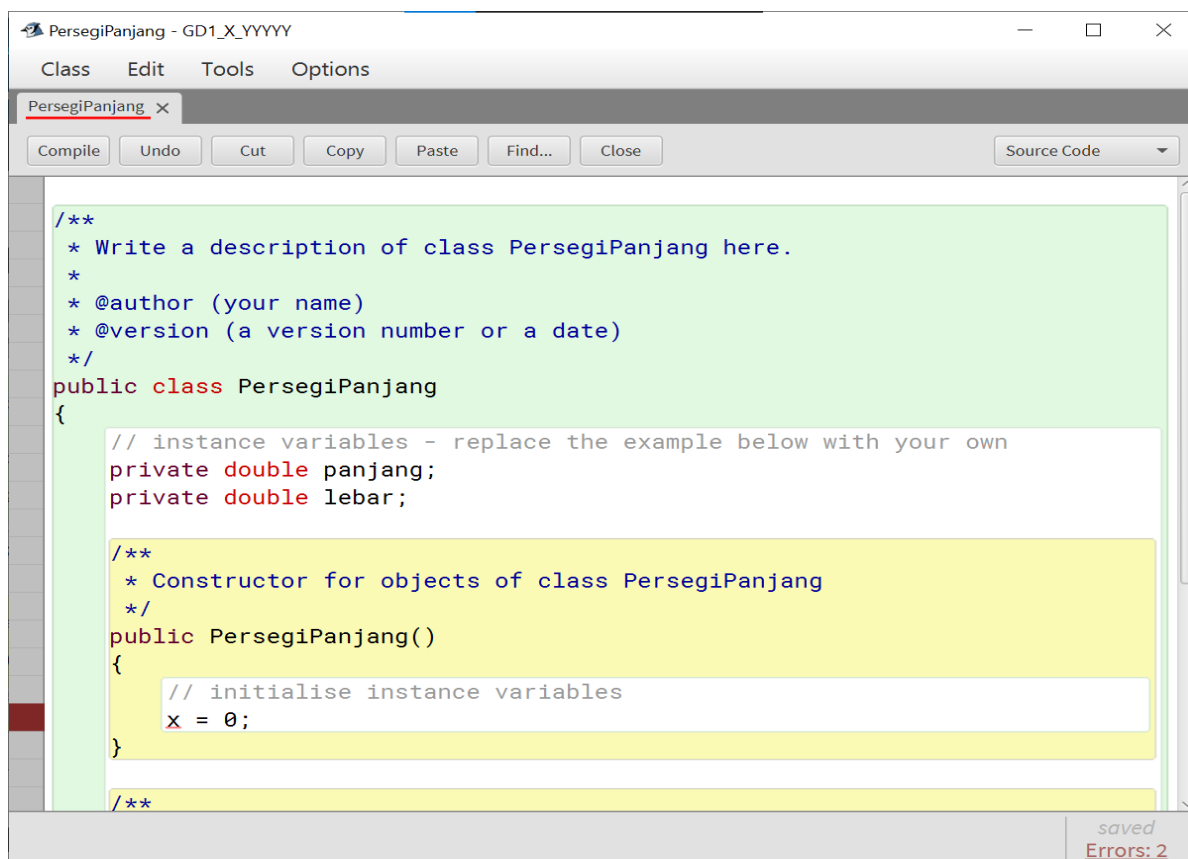 PersegiPanjang - GD1_X_YYYYY
Class Edit Tools Options
PersegiPanjang
Compile Undo Cut Copy Paste Find... Close Source Code
/**
 * Write a description of class PersegiPanjang here.
 *
 * @author (your name)
 * @version (a version number or a date)
 */
public class PersegiPanjang
{
    // instance variables - replace the example below with your own
    private double panjang;
    private double lebar;
    /**
     * Constructor for objects of class PersegiPanjang
     */
    public PersegiPanjang()
    {
        // initialise instance variables
        x = 0;
    }
    /**
saved
Errors: 2